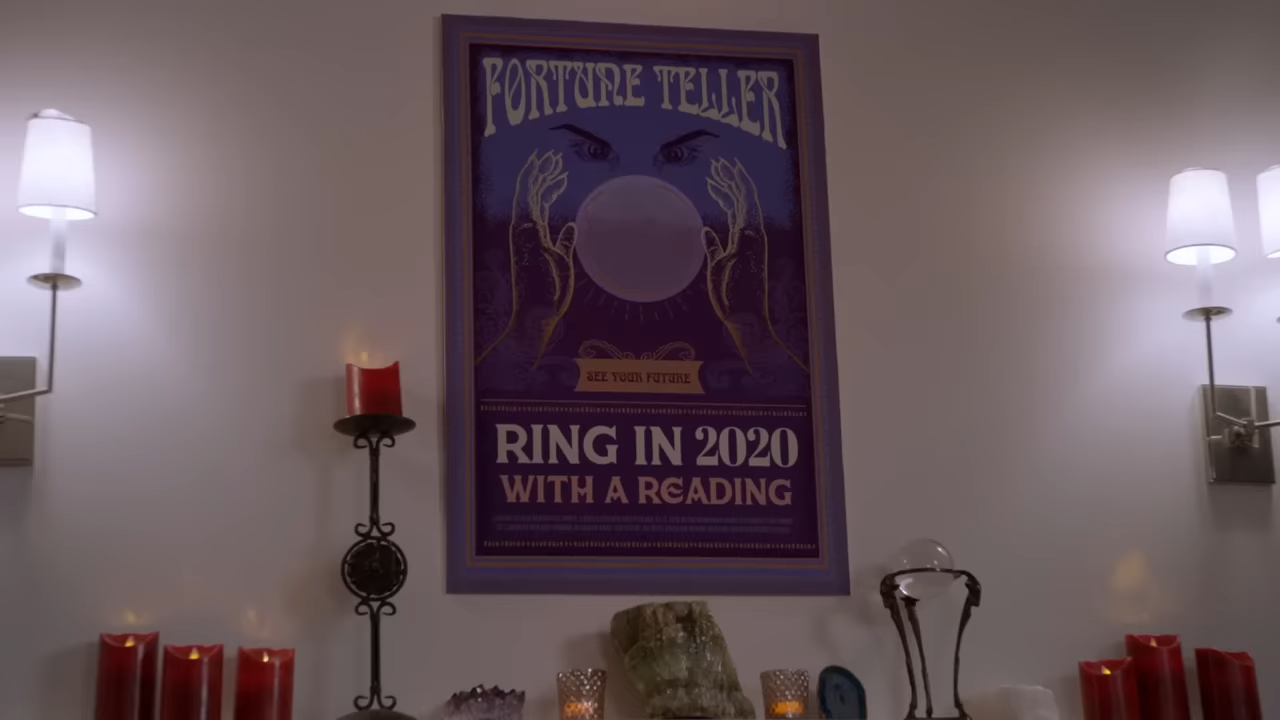 FORTUNE TELLER
SEE YOUR FUTURE
RING IN 2020
WITH A READING